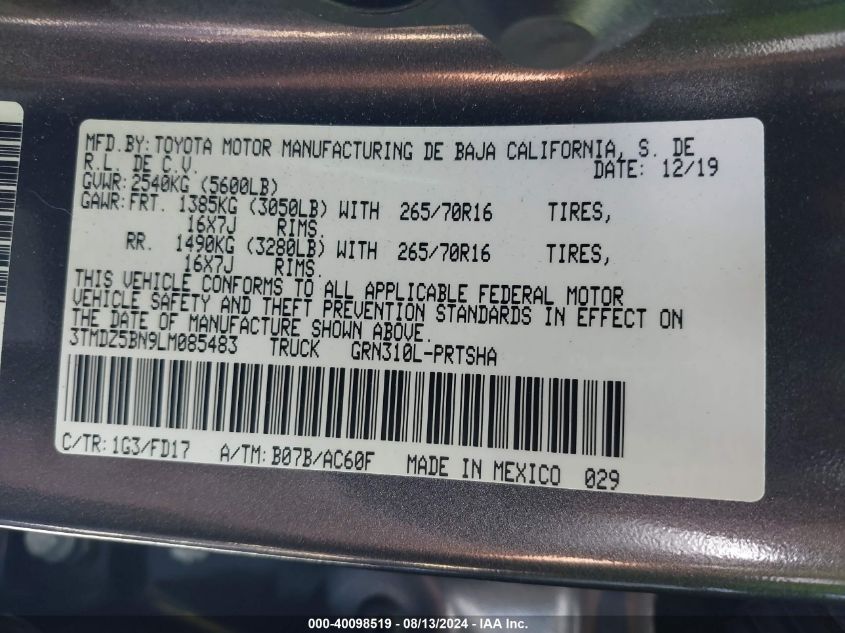 MFD.BY: TOYOTA MOTOR MANUFACTURING DE BAJA CALIFORNIA, S. DE
R.L. DE C.V. DATE: 12/19
GVWR: 2540KG (5600LB)
GAWR: FRT. 1385KG (3050LB) WITH 265/70R16 TIRES,
16X7J RIMS.
RR. 1490KG (3280LB) WITH 265/70R16 TIRES,
16X7J RIMS.
THIS VEHICLE CONFORMS TO ALL APPLICABLE FEDERAL MOTOR
VEHICLE SAFETY AND THEFT PREVENTION STANDARDS IN EFFECT ON
THE DATE OF MANUFACTURE SHOWN ABOVE.
3TMDZ5BN9LM085483 TRUCK GRN310L-PRTSHA
C/TR: 1G3/FD17 A/TM: B07B/AC60F MADE IN MEXICO 029
000-40098519 - 08/13/2024 - IAA Inc.